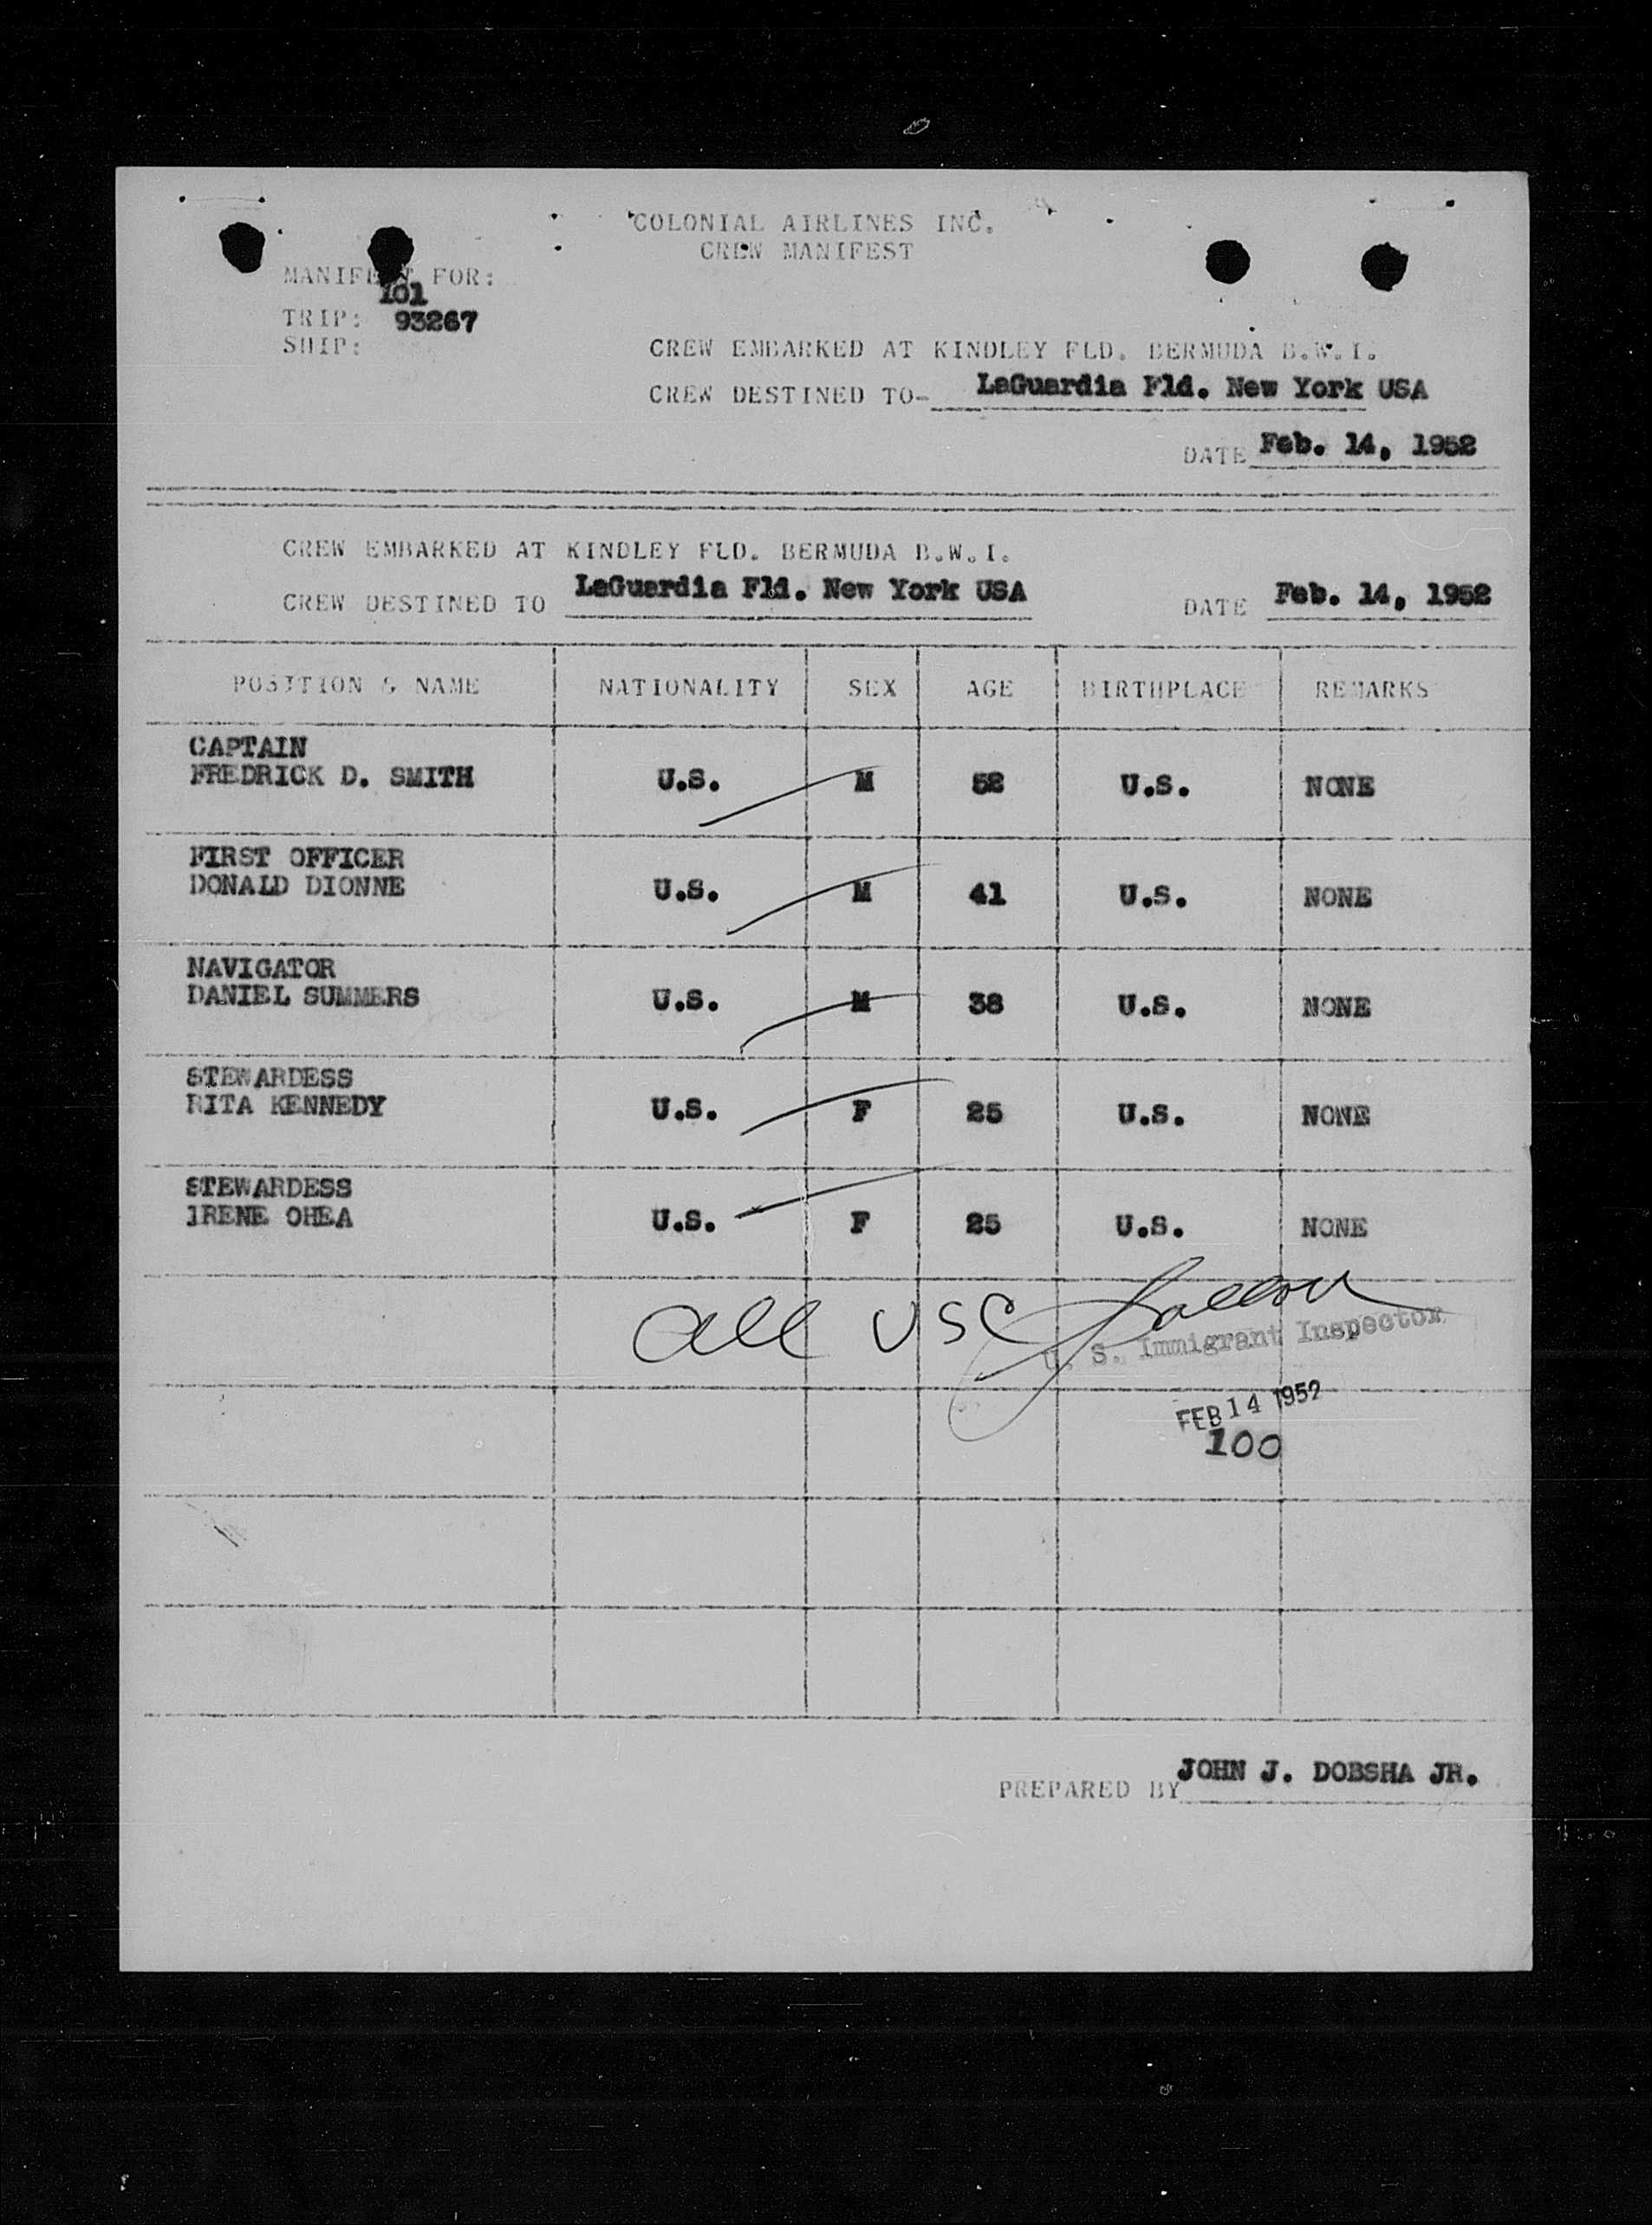 COLONIAL AIRLINES INC.
CREW MANIFEST
MANIFEST FOR:
101
TRIP: 93267
SHIP:
CREW EMBARKED AT KINDLEY FLD. BERMUDA B.W.I.
CREW DESTINED TO- LaGuardia Fld. New York USA
DATE Feb. 14, 1952
CREW EMBARKED AT KINDLEY FLD. BERMUDA B.W.I.
CREW DESTINED TO LaGuardia Fld. New York USA DATE Feb. 14, 1952
POSITION & NAME NATIONALITY SEX AGE BIRTHPLACE REMARKS
CAPTAIN
FREDRICK D. SMITH U.S. M 52 U.S. NONE
FIRST OFFICER
DONALD DIONNE U.S. M 41 U.S. NONE
NAVIGATOR
DANIEL SUMMERS U.S. M 38 U.S. NONE
STEWARDESS
RITA KENNEDY U.S. F 25 U.S. NONE
STEWARDESS
IRENE OHEA U.S. F 25 U.S. NONE
all USC
U. S. Immigrant Inspector
FEB 14 1952
100
PREPARED BY JOHN J. DOBSHA JR.